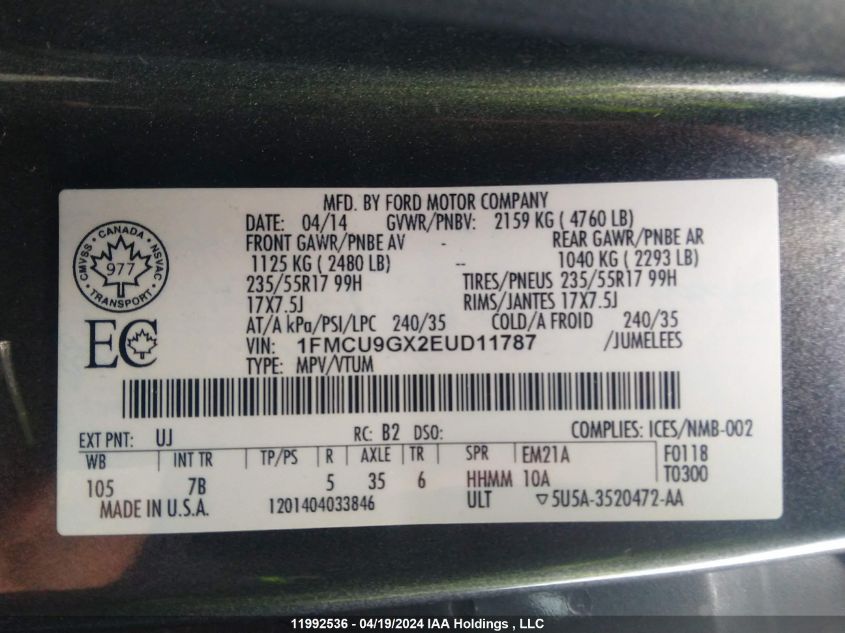 MFD. BY FORD MOTOR COMPANY
DATE: 04/14 GVWR/PNBV: 2159 KG ( 4760 LB)
FRONT GAWR/PNBE AV - REAR GAWR/PNBE AR
1125 KG ( 2480 LB) -- 1040 KG ( 2293 LB)
235/55R17 99H TIRES/PNEUS 235/55R17 99H
17X7.5J RIMS/JANTES 17X7.5J
AT/A kPa/PSI/LPC 240/35 COLD/A FROID 240/35
VIN: 1FMCU9GX2EUD11787 /JUMELEES
TYPE: MPV/VTUM
CANADA
CMVSS NSVAC
977
TRANSPORT
EC
EXT PNT: UJ RC: B2 DSO: COMPLIES: ICES/NMB-002
WB INT TR TP/PS R AXLE TR SPR EM21A F0118
105 7B 5 35 6 HHMM 10A T0300
MADE IN U.S.A. 1201404033846 ULT ▽5U5A-3520472-AA
11992536 - 04/19/2024 IAA Holdings , LLC